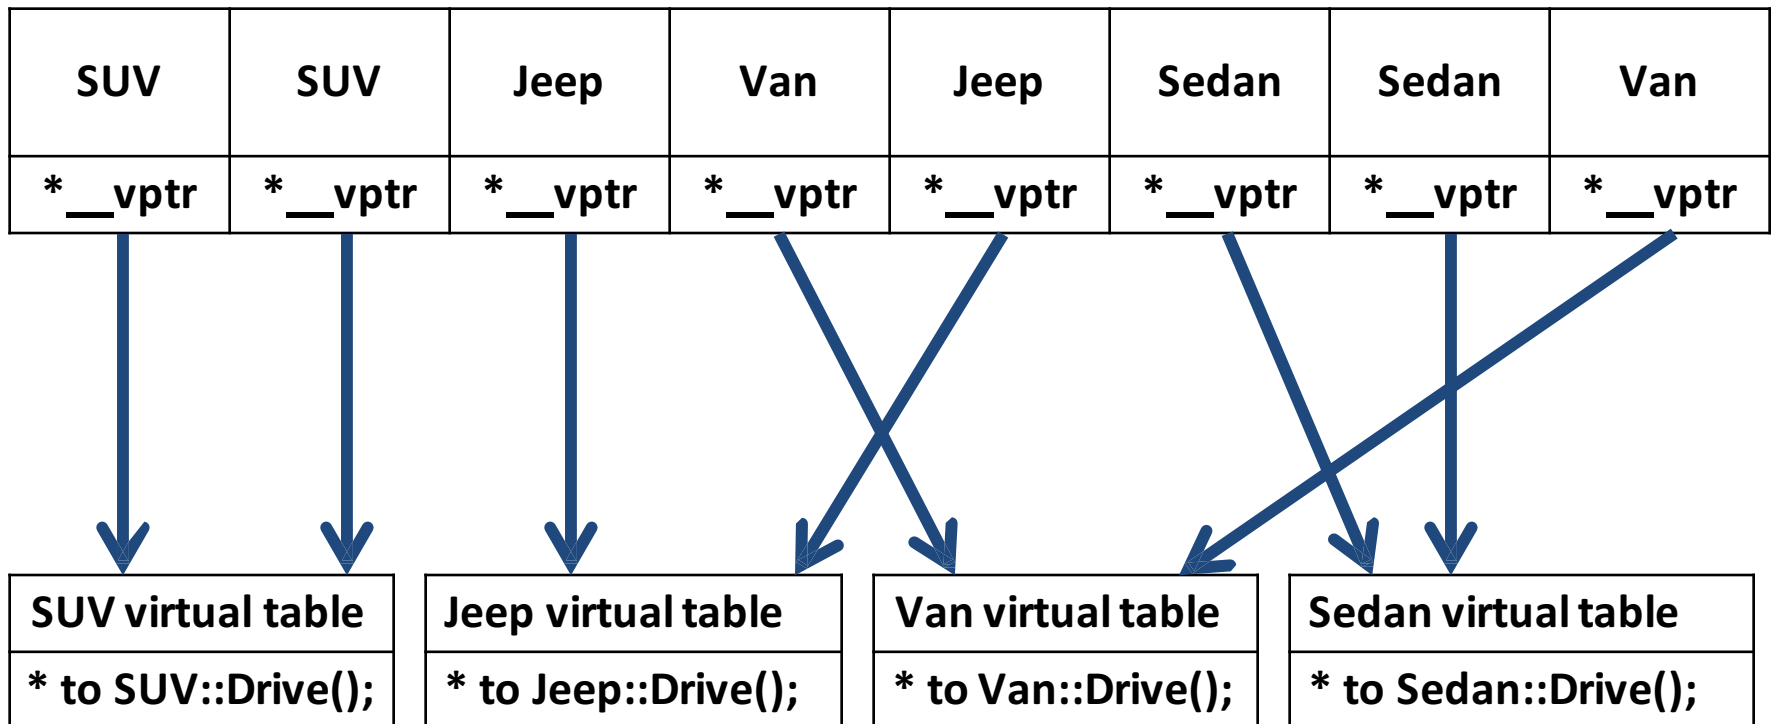 SUV SUV Jeep Van Jeep Sedan Sedan Van
*__vptr *__vptr *__vptr *__vptr *__vptr *__vptr *__vptr *__vptr
SUV virtual table Jeep virtual table Van virtual table Sedan virtual table
* to SUV::Drive(); * to Jeep::Drive(); * to Van::Drive(); * to Sedan::Drive();